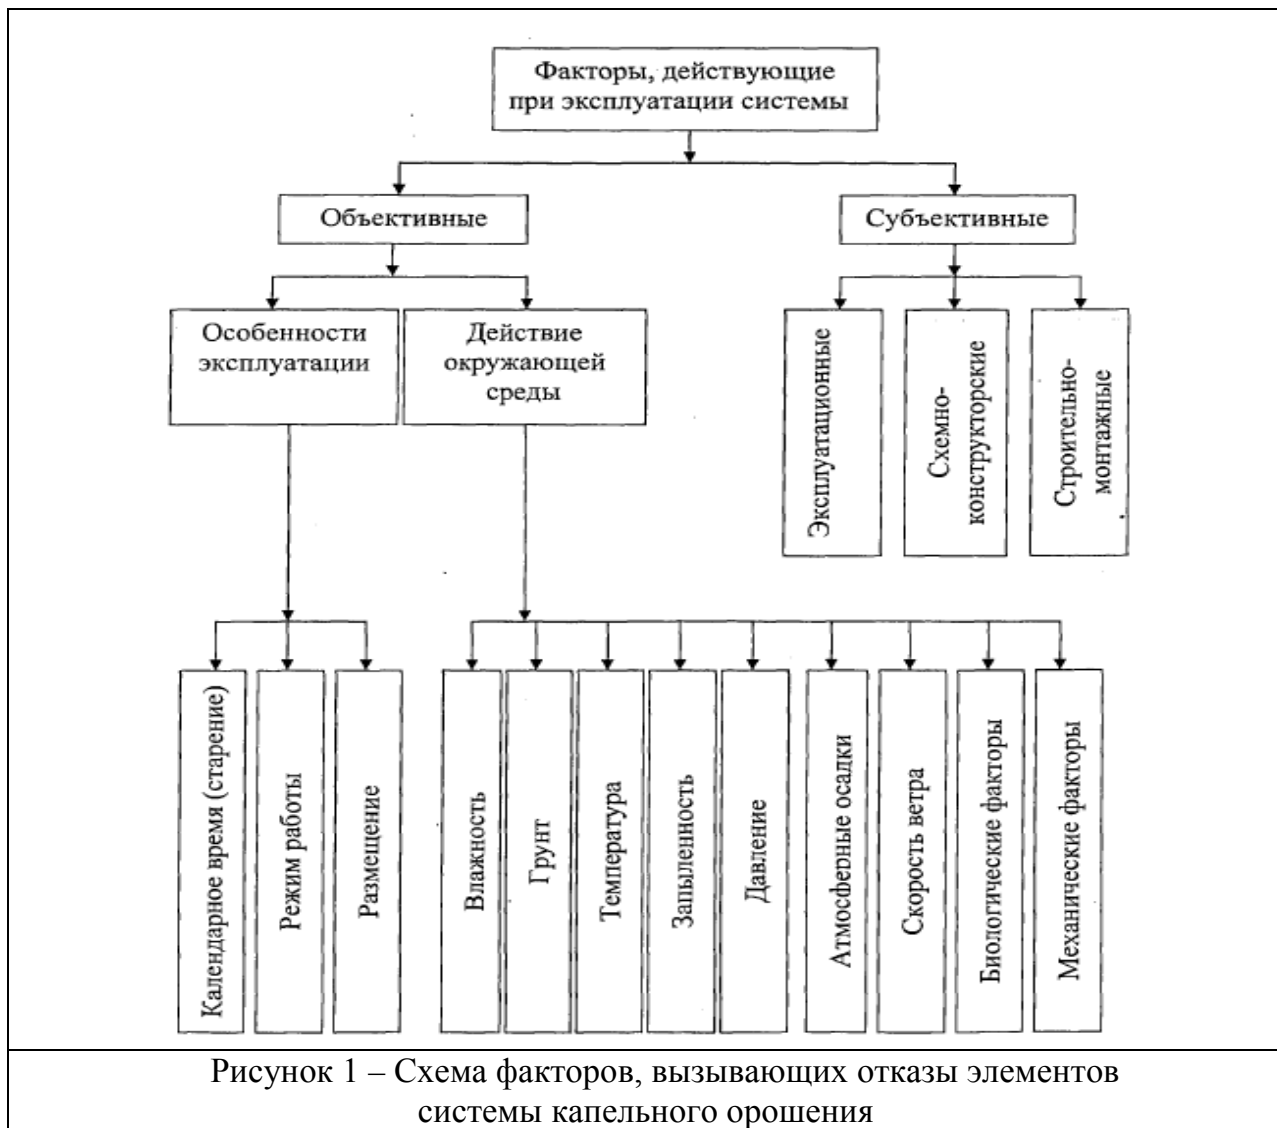 Факторы, действующие
при эксплуатации системы
Объективные
Субъективные
Особенности
эксплуатации
Действие
окружающей
среды
Эксплуатационные
Схемно-
конструкторские
Строительно-
монтажные
Календарное время (старение)
Режим работы
Размещение
Влажность
Грунт
Температура
Запыленность
Давление
Атмосферные осадки
Скорость ветра
Биологические факторы
Механические факторы
Рисунок 1 – Схема факторов, вызывающих отказы элементов
системы капельного орошения